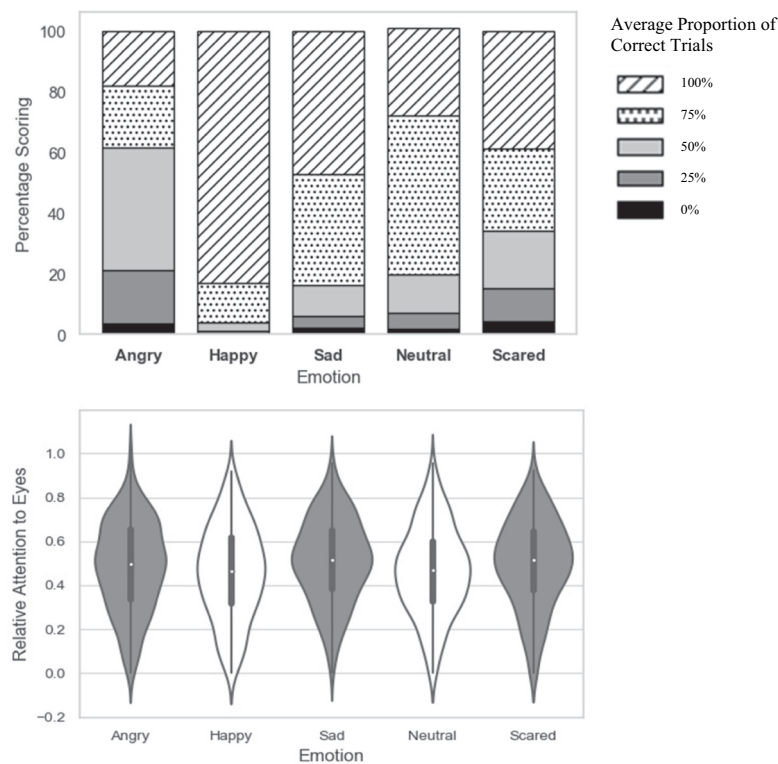 Average Proportion of
Correct Trials
100%
75%
50%
25%
0%
Percentage Scoring
100
80
60
40
20
0
Angry Happy Sad Neutral Scared
Emotion
Relative Attention to Eyes
1.0
0.8
0.6
0.4
0.2
0.0
−0.2
Angry Happy Sad Neutral Scared
Emotion